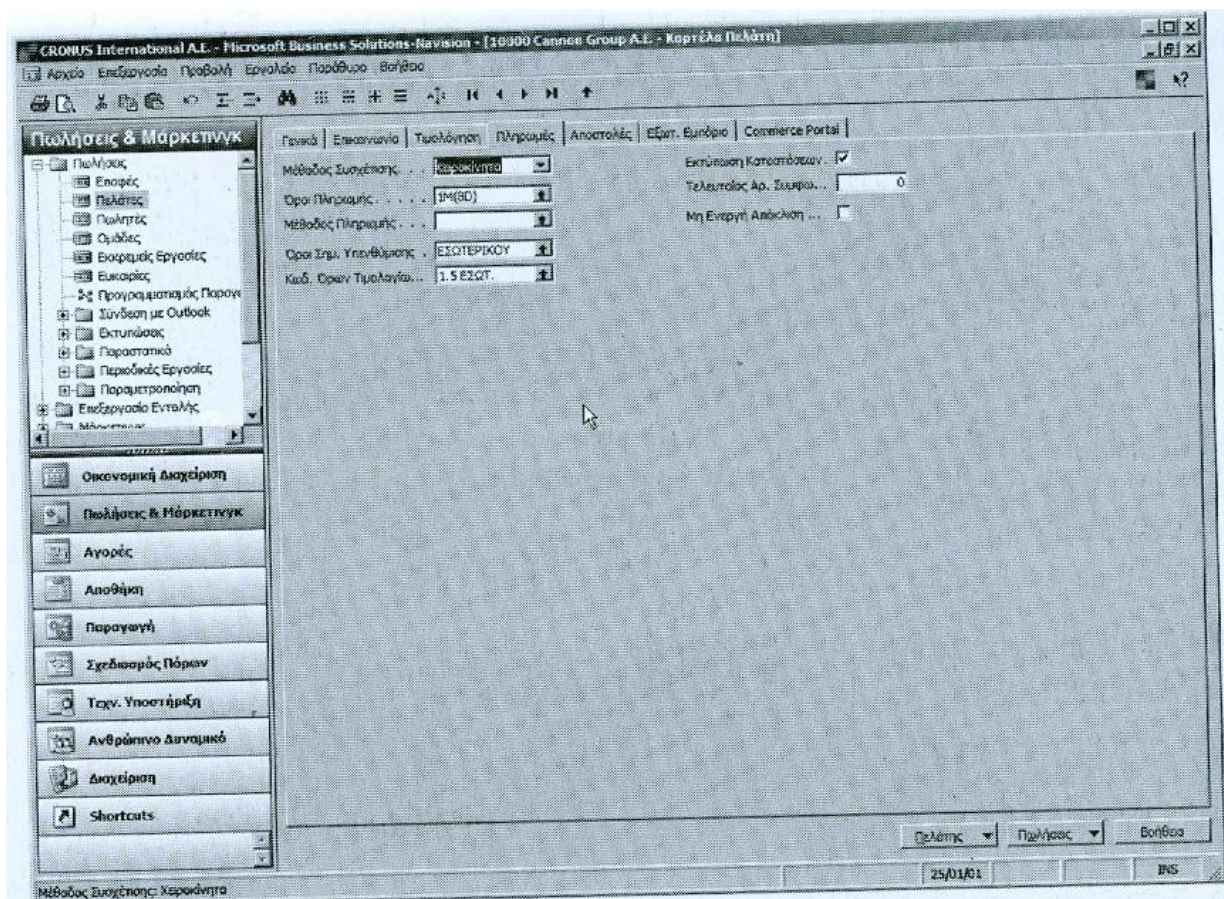 CRONUS International A.E. - Microsoft Business Solutions-Navision - [10000 Cannon Group A.E. - Καρτέλα Πελάτη]
Αρχείο Επεξεργασία Προβολή Εργαλεία Παράθυρο Βοήθεια
Πωλήσεις & Μάρκετινγκ
Πωλήσεις
Επαφές
Πελάτες
Πωλητές
Ομάδες
Εκκρεμείς Εργασίες
Ευκαιρίες
Προγραμματισμός Παραγγ
Σύνδεση με Outlook
Εκτυπώσεις
Παραστατικά
Περιοδικές Εργασίες
Παραμετροποίηση
Επεξεργασία Εντολής
Μάρκετινγκ
Οικονομική Διαχείριση
Πωλήσεις & Μάρκετινγκ
Αγορές
Αποθήκη
Παραγωγή
Σχεδιασμός Πόρων
Τεχν. Υποστήριξη
Ανθρώπινο Δυναμικό
Διαχείριση
Shortcuts
Γενικά Επικοινωνία Τιμολόγηση Πληρωμές Αποστολές Εξωτ. Εμπόριο Commerce Portal
Μέθοδος Συσχέτισης. . . Χειροκίνητα
Όροι Πληρωμής . . . . . 1M(8D)
Μέθοδος Πληρωμής . . .
Όροι Σημ. Υπενθύμισης . ΕΣΩΤΕΡΙΚΟΥ
Κωδ. Όρων Τιμολογίω... 1.5 ΕΣΩΤ.
Εκτύπωση Καταστάσεων .
Τελευταίος Αρ. Συμφω... 0
Μη Ενεργή Απόκλιση ...
Πελάτης Πωλήσεις Βοήθεια
Μέθοδος Συσχέτισης: Χειροκίνητα 25/01/01 INS